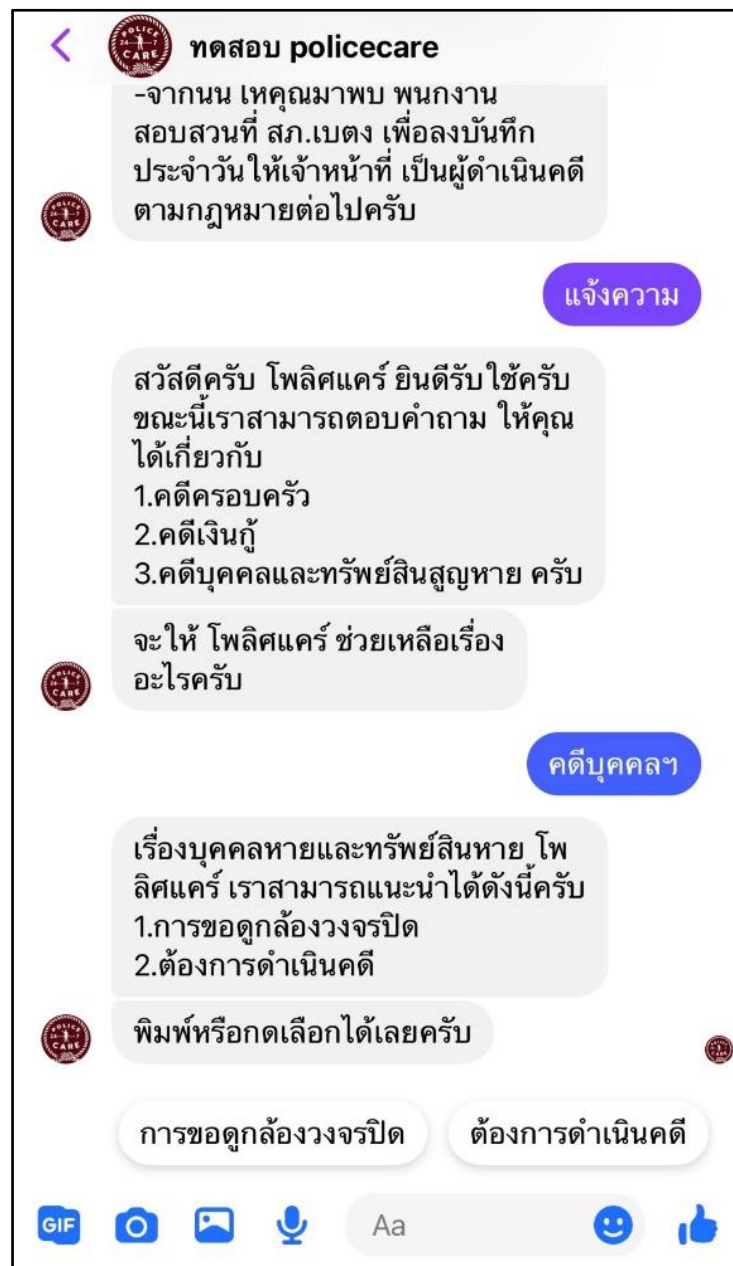 ทดสอบ policecare
-จากนั้น ให้คุณมาพบ พนักงาน
สอบสวนที่ สภ.เบตง เพื่อลงบันทึก
ประจำวันให้เจ้าหน้าที่ เป็นผู้ดำเนินคดี
ตามกฎหมายต่อไปครับ
แจ้งความ
สวัสดีครับ โพลิศแคร์ ยินดีรับใช้ครับ
ขณะนี้เราสามารถตอบคำถาม ให้คุณ
ได้เกี่ยวกับ
1.คดีครอบครัว
2.คดีเงินกู้
3.คดีบุคคลและทรัพย์สินสูญหาย ครับ
จะให้ โพลิศแคร์ ช่วยเหลือเรื่อง
อะไรครับ
คดีบุคคลฯ
เรื่องบุคคลหายและทรัพย์สินหาย โพ
ลิศแคร์ เราสามารถแนะนำได้ดังนี้ครับ
1.การขอดูกล้องวงจรปิด
2.ต้องการดำเนินคดี
พิมพ์หรือกดเลือกได้เลยครับ
การขอดูกล้องวงจรปิด
ต้องการดำเนินคดี
GIF
Aa